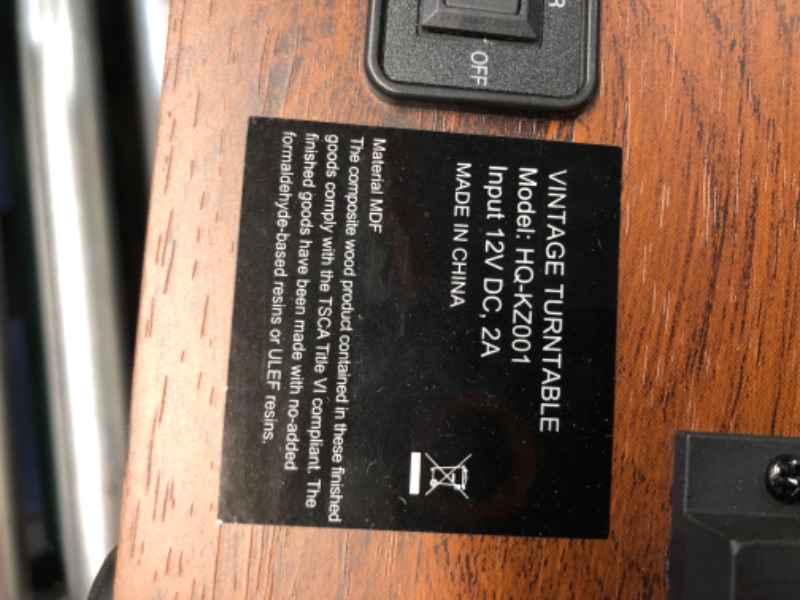 R
OFF
VINTAGE TURNTABLE
Model: HQ-KZ001
Input 12V DC, 2A
MADE IN CHINA
Material MDF
The composite wood product contained in these finished
goods comply with the TSCA Title VI compliant. The
finished goods have been made with no-added
formaldehyde-based resins or ULEF resins.